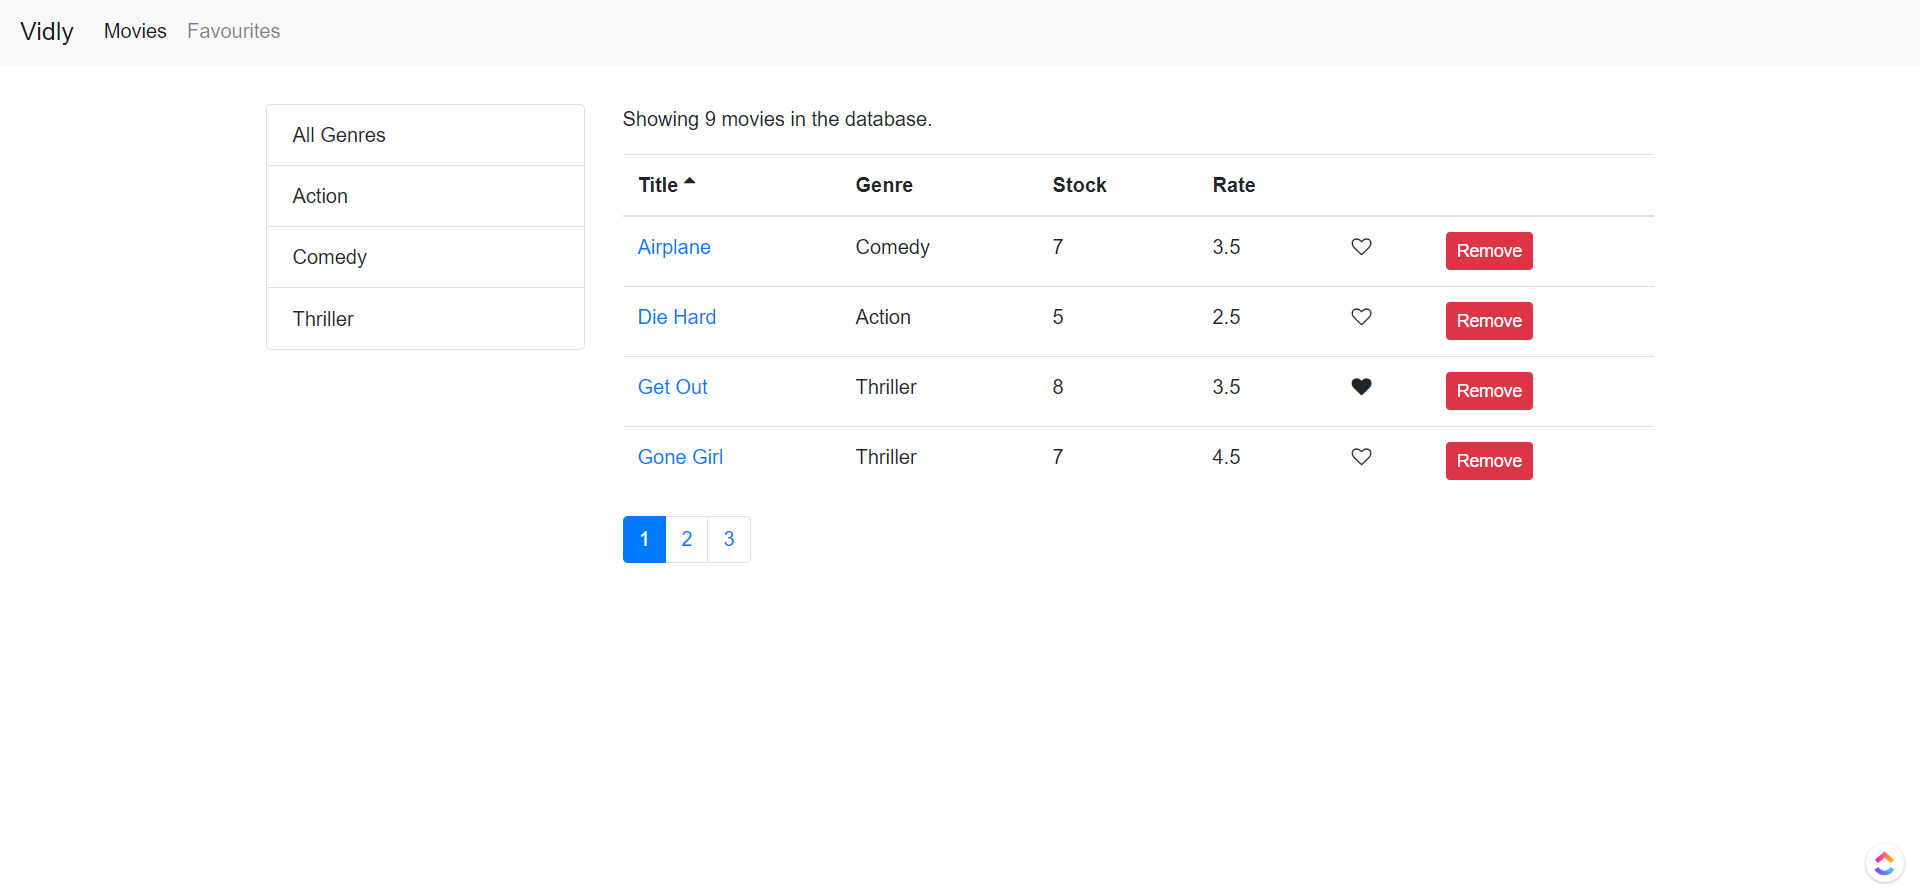 Vidly Movies Favourites
All Genres
Action
Comedy
Thriller
Showing 9 movies in the database.
Title Genre Stock Rate
Airplane Comedy 7 3.5 Remove
Die Hard Action 5 2.5 Remove
Get Out Thriller 8 3.5 Remove
Gone Girl Thriller 7 4.5 Remove
1 2 3